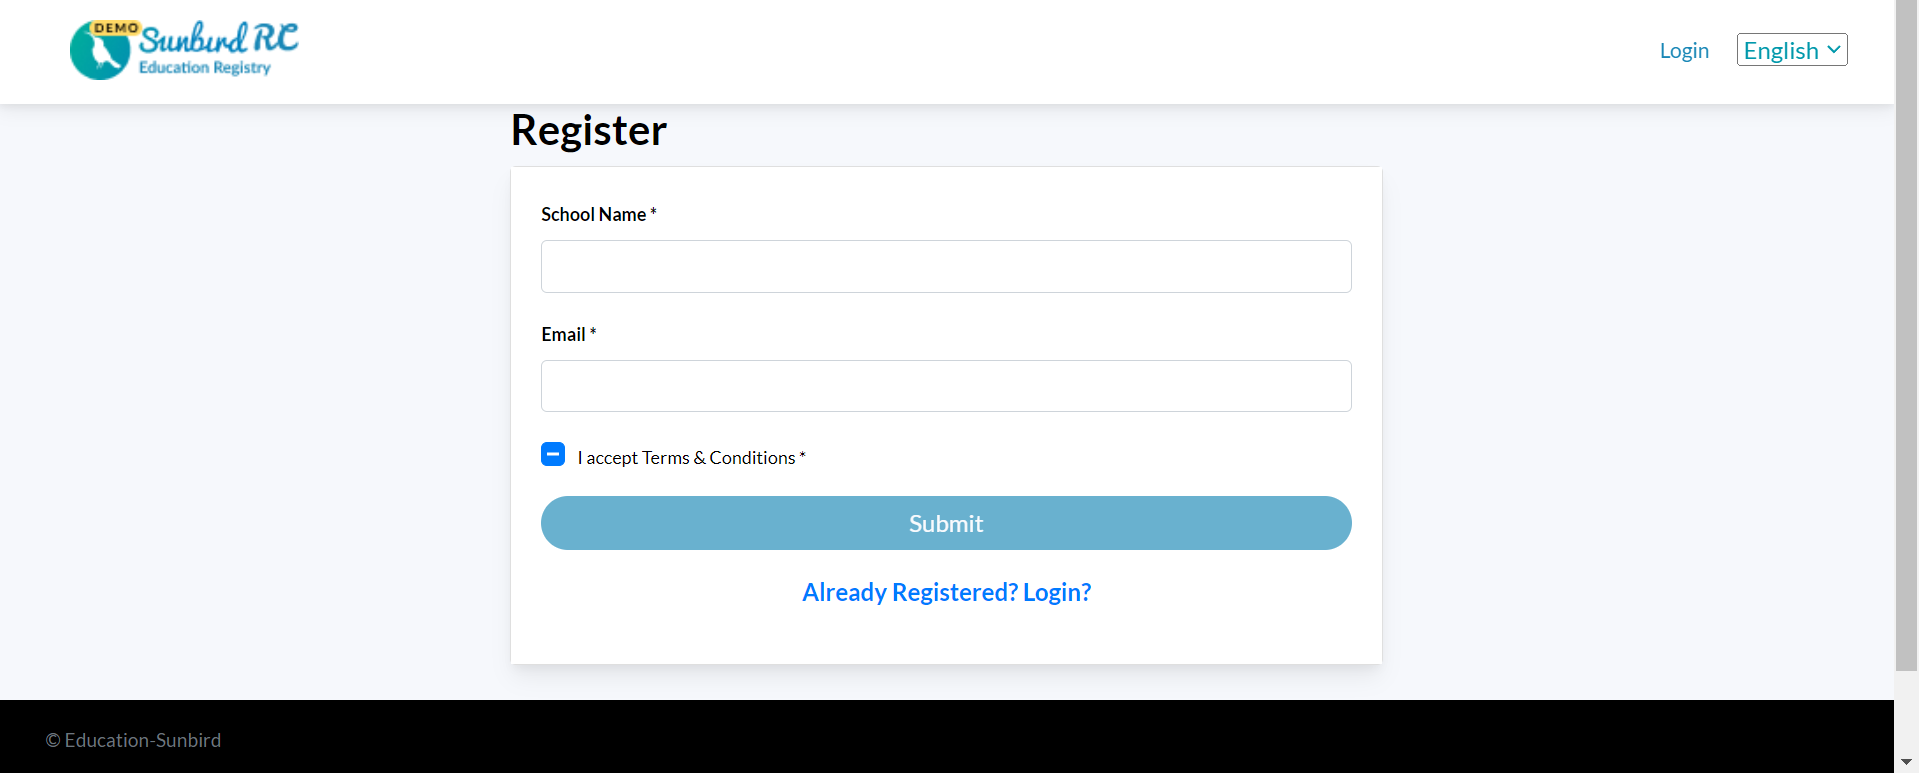 DEMO
Sunbird RC
Education Registry
Login
English
Register
School Name *
Email *
I accept Terms & Conditions *
Submit
Already Registered? Login?
© Education-Sunbird